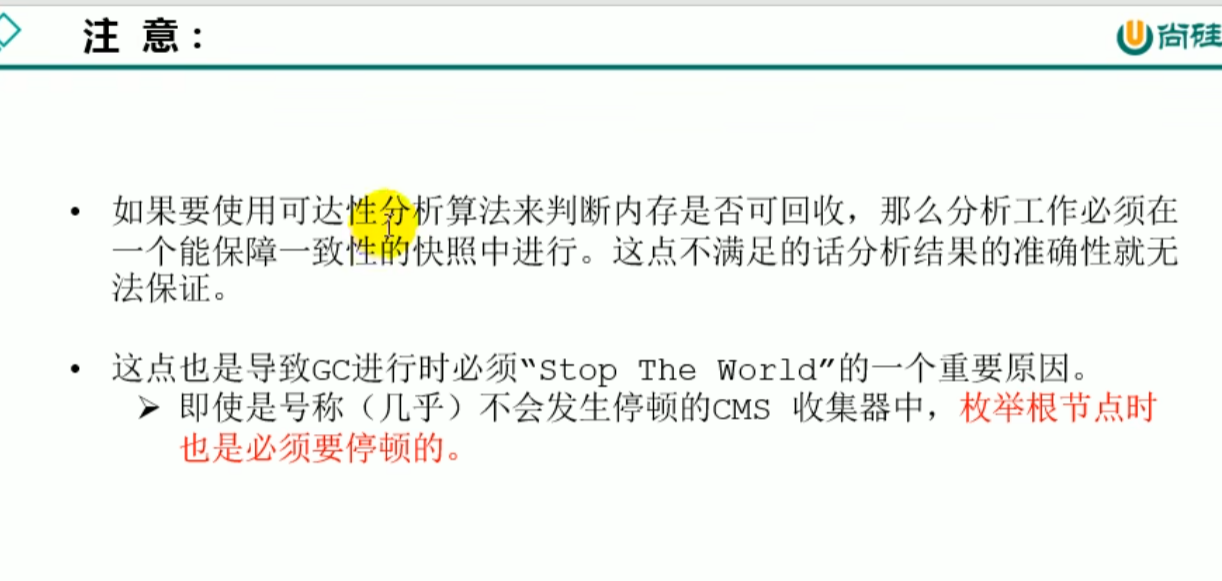 注 意：
尚硅
• 如果要使用可达性分析算法来判断内存是否可回收，那么分析工作必须在
一个能保障一致性的快照中进行。这点不满足的话分析结果的准确性就无
法保证。
• 这点也是导致GC进行时必须“Stop The World”的一个重要原因。
➢ 即使是号称（几乎）不会发生停顿的CMS 收集器中，枚举根节点时
也是必须要停顿的。